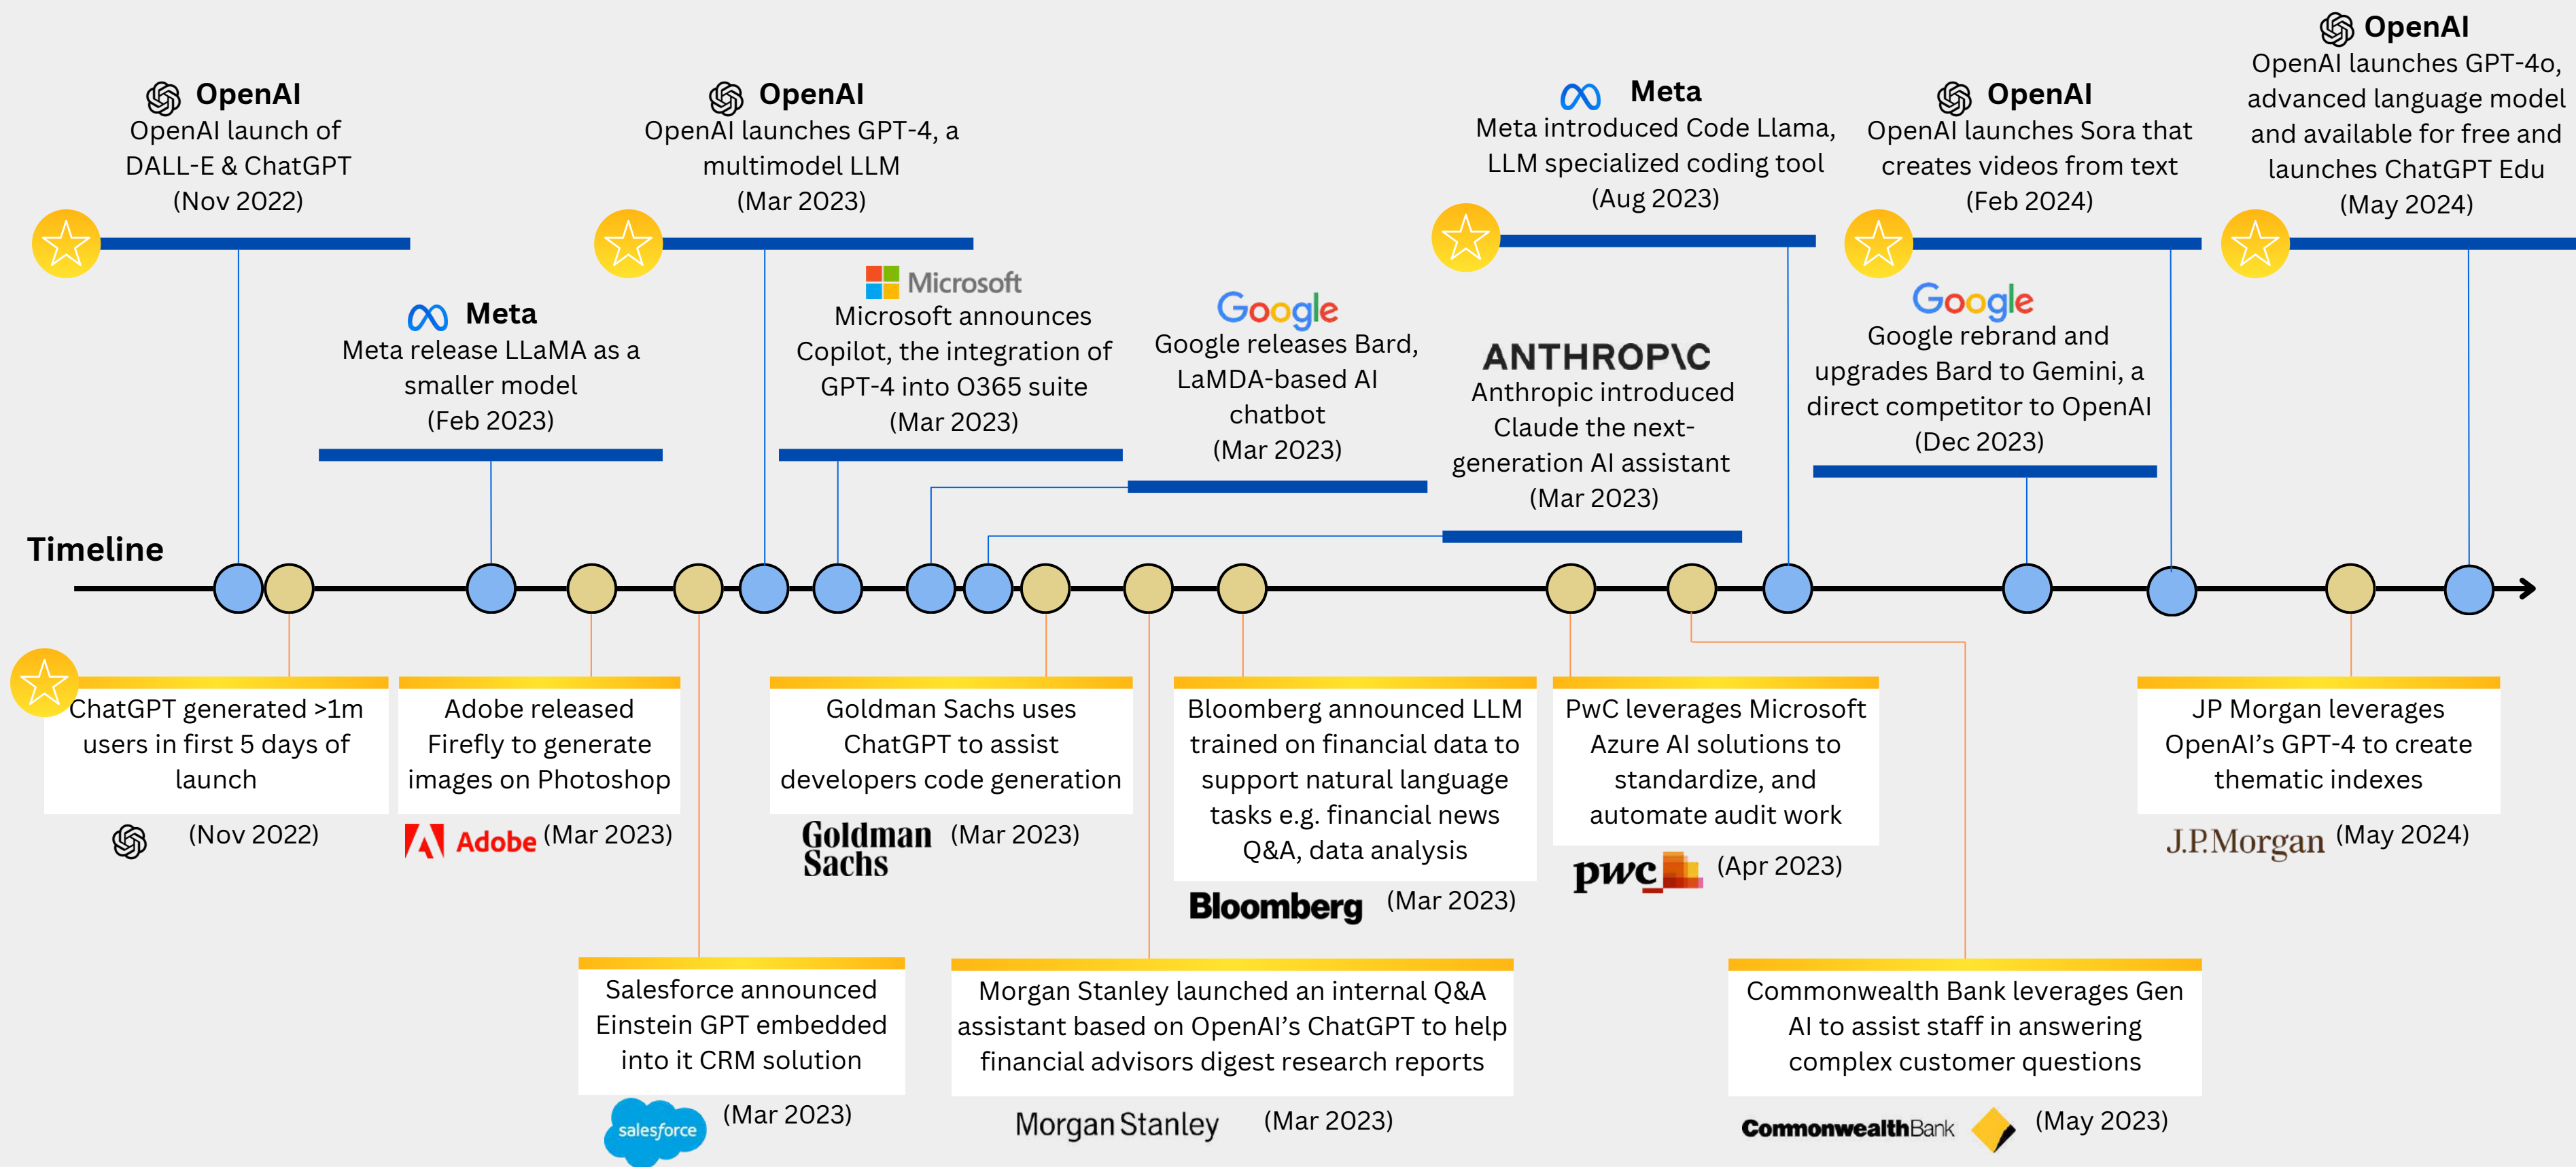 OpenAI
OpenAI launch of
DALL-E & ChatGPT
(Nov 2022)
Meta
Meta release LLaMA as a
smaller model
(Feb 2023)
OpenAI
OpenAI launches GPT-4, a
multimodel LLM
(Mar 2023)
Microsoft
Microsoft announces
Copilot, the integration of
GPT-4 into O365 suite
(Mar 2023)
Google
Google releases Bard,
LaMDA-based AI
chatbot
(Mar 2023)
ANTHROP\C
Anthropic introduced
Claude the next-
generation AI assistant
(Mar 2023)
Meta
Meta introduced Code Llama,
LLM specialized coding tool
(Aug 2023)
Google
Google rebrand and
upgrades Bard to Gemini, a
direct competitor to OpenAI
(Dec 2023)
OpenAI
OpenAI launches Sora that
creates videos from text
(Feb 2024)
OpenAI
OpenAI launches GPT-4o,
advanced language model
and available for free and
launches ChatGPT Edu
(May 2024)
Timeline
ChatGPT generated >1m
users in first 5 days of
launch
(Nov 2022)
Adobe released
Firefly to generate
images on Photoshop
Adobe (Mar 2023)
Salesforce announced
Einstein GPT embedded
into it CRM solution
salesforce (Mar 2023)
Goldman Sachs uses
ChatGPT to assist
developers code generation
Goldman
Sachs
(Mar 2023)
Morgan Stanley launched an internal Q&A
assistant based on OpenAI's ChatGPT to help
financial advisors digest research reports
Morgan Stanley (Mar 2023)
Bloomberg announced LLM
trained on financial data to
support natural language
tasks e.g. financial news
Q&A, data analysis
Bloomberg (Mar 2023)
PwC leverages Microsoft
Azure AI solutions to
standardize, and
automate audit work
pwc (Apr 2023)
Commonwealth Bank leverages Gen
AI to assist staff in answering
complex customer questions
CommonwealthBank (May 2023)
JP Morgan leverages
OpenAI's GPT-4 to create
thematic indexes
J.P.Morgan (May 2024)